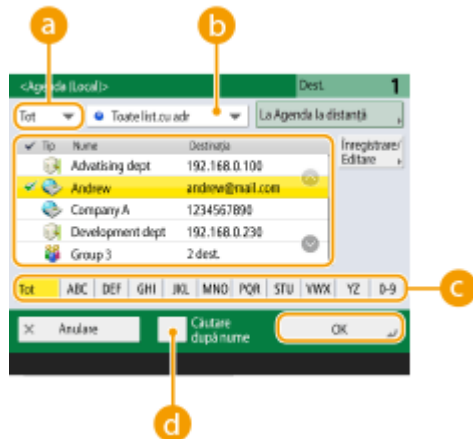 a
b
<Agenda (Local)> Dest. 1
Tot Toate list.cu adr La Agenda la distanță
✓ Tip Nume Destinația
Înregistrare/
Editare
Advatising dept 192.168.0.100
Andrew andrew@mail.com
Company A 1234567890
Development dept 192.168.0.230
Group 3 2 dest.
Tot ABC DEF GHI JKL MNO PQR STU VWX YZ 0-9
c
× Anulare Căutare
după nume OK
d